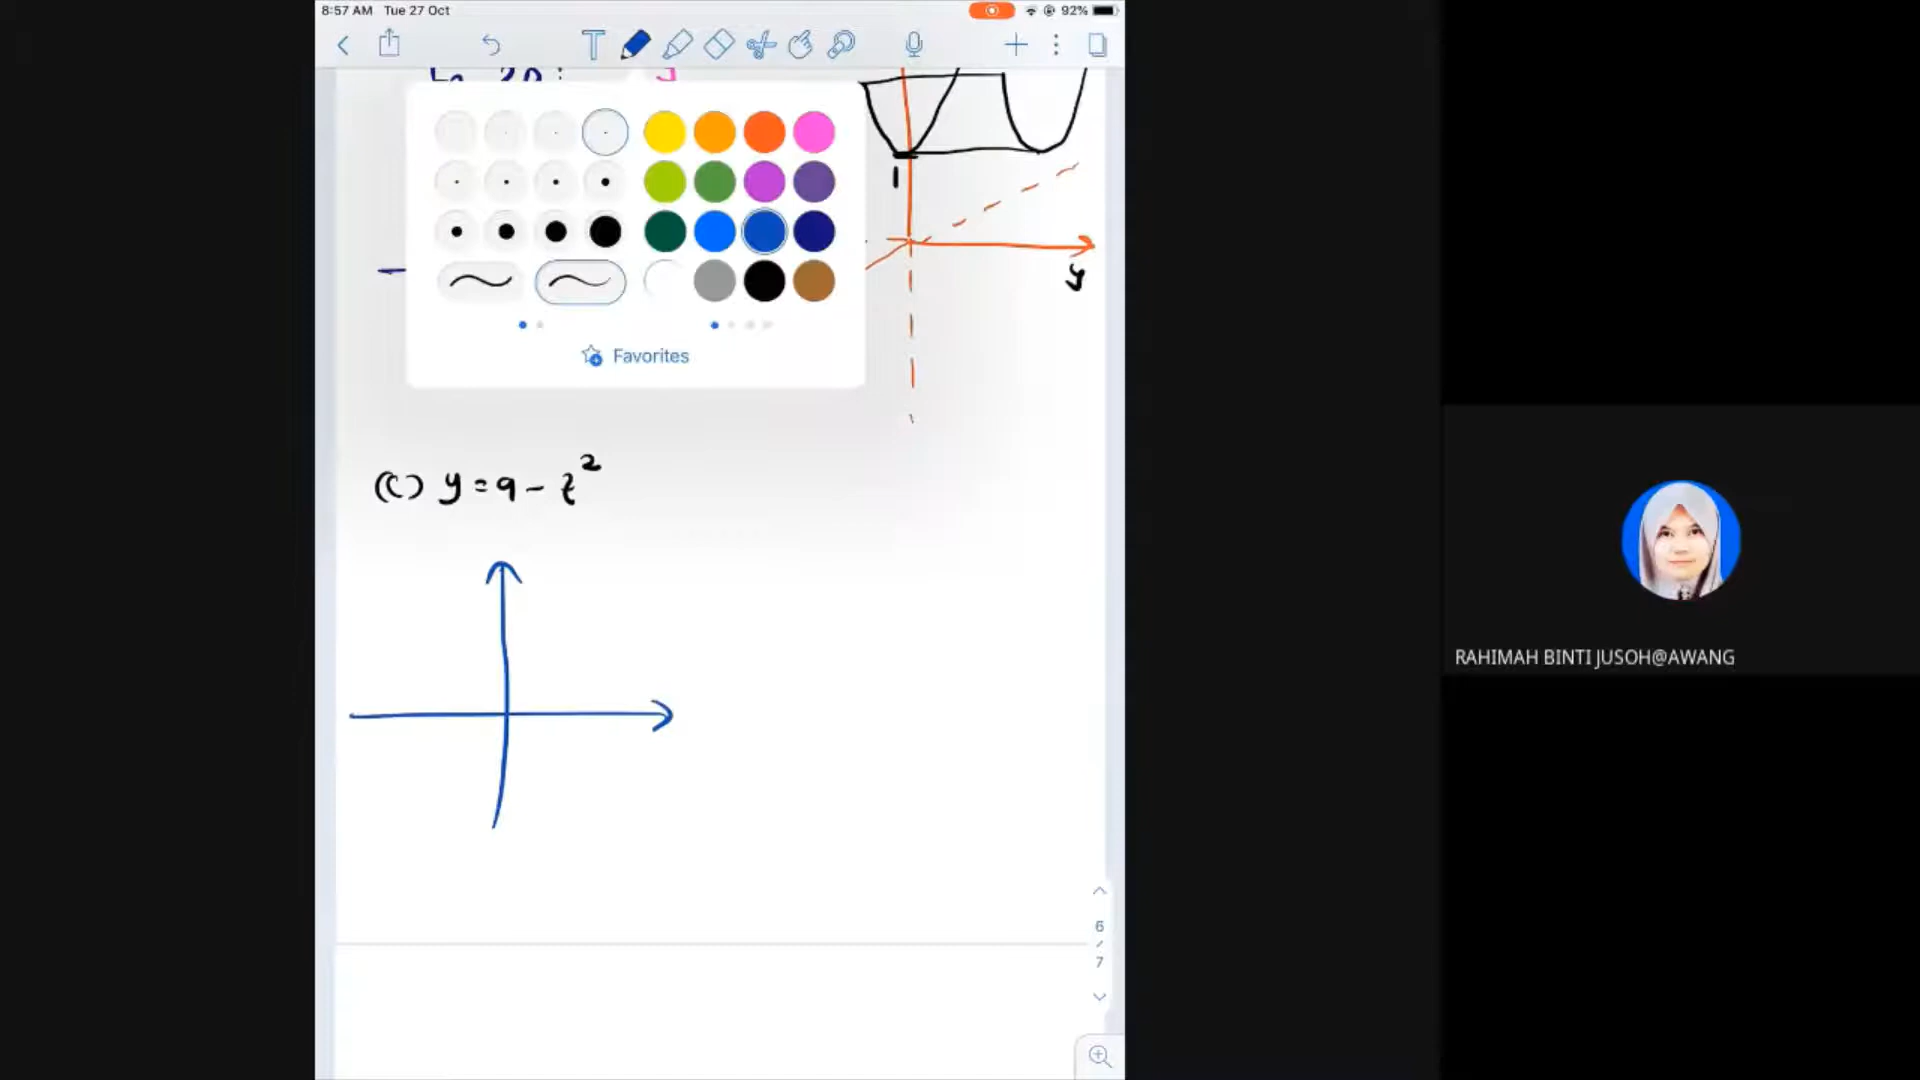 8:57 AM Tue 27 Oct
92%
T
Favorites
1
y
(C) y = 9 - z²
6
7
RAHIMAH BINTI JUSOH@AWANG